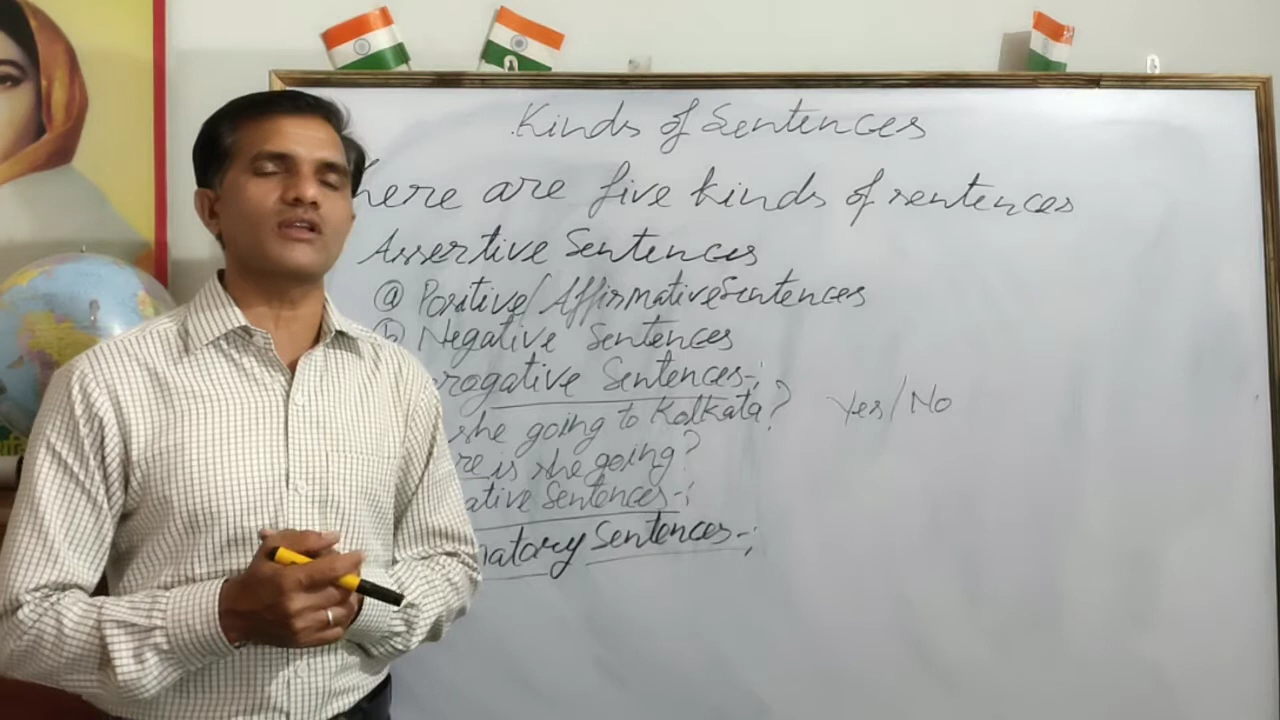 Kinds of Sentences
here are five kinds of sentences
Assertive Sentences
(a) Positive/Affirmative Sentences
(b) Negative Sentences
rogative Sentences-:
she going to Kolkata? Yes/No
re is she going?
ative Sentences-:
matory Sentences-: